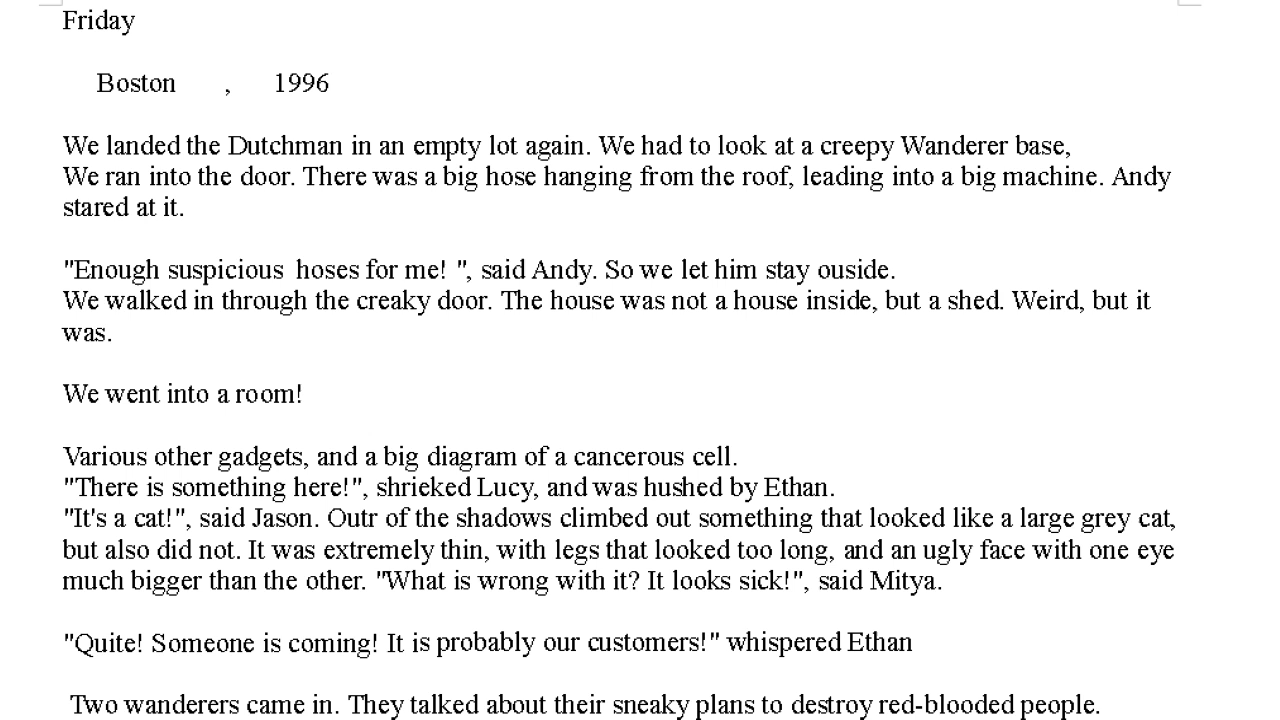 Friday
Boston , 1996
We landed the Dutchman in an empty lot again. We had to look at a creepy Wanderer base,
We ran into the door. There was a big hose hanging from the roof, leading into a big machine. Andy
stared at it.
"Enough suspicious hoses for me! ", said Andy. So we let him stay ouside.
We walked in through the creaky door. The house was not a house inside, but a shed. Weird, but it
was.
We went into a room!
Various other gadgets, and a big diagram of a cancerous cell.
"There is something here!", shrieked Lucy, and was hushed by Ethan.
"It's a cat!", said Jason. Outr of the shadows climbed out something that looked like a large grey cat,
but also did not. It was extremely thin, with legs that looked too long, and an ugly face with one eye
much bigger than the other. "What is wrong with it? It looks sick!", said Mitya.
"Quite! Someone is coming! It is probably our customers!" whispered Ethan
Two wanderers came in. They talked about their sneaky plans to destroy red-blooded people.